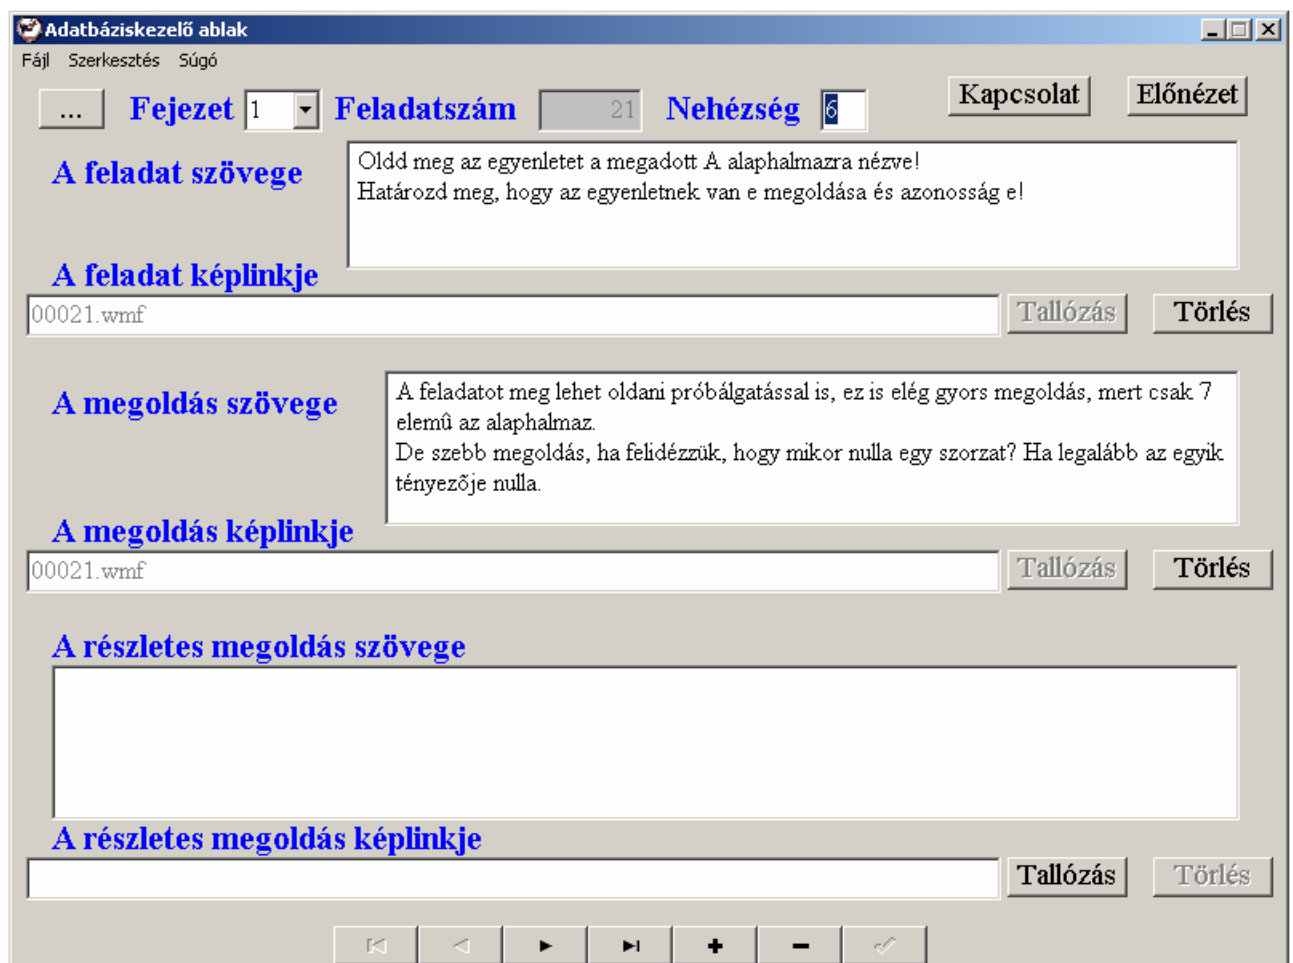 Adatbáziskezelő ablak
Fájl Szerkesztés Súgó
... Fejezet 1 Feladatszám 21 Nehézség 6 Kapcsolat Előnézet
A feladat szövege
Oldd meg az egyenletet a megadott A alaphalmazra nézve!
Határozd meg, hogy az egyenletnek van e megoldása és azonosság e!
A feladat képlinkje
00021.wmf Tallózás Törlés
A megoldás szövege
A feladatot meg lehet oldani próbálgatással is, ez is elég gyors megoldás, mert csak 7
elemû az alaphalmaz.
De szebb megoldás, ha felidézzük, hogy mikor nulla egy szorzat? Ha legalább az egyik
tényezõje nulla.
A megoldás képlinkje
00021.wmf Tallózás Törlés
A részletes megoldás szövege
A részletes megoldás képlinkje
Tallózás Törlés